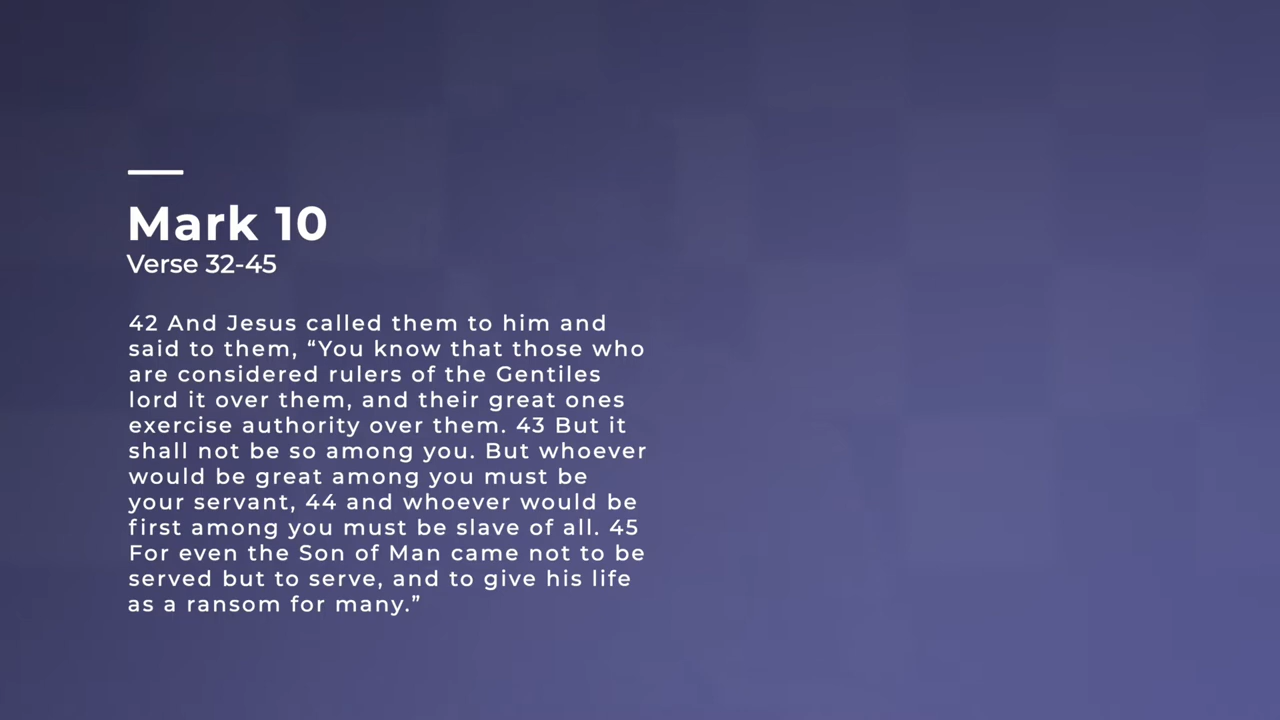 Mark 10
Verse 32-45
42 And Jesus called them to him and
said to them, “You know that those who
are considered rulers of the Gentiles
lord it over them, and their great ones
exercise authority over them. 43 But it
shall not be so among you. But whoever
would be great among you must be
your servant, 44 and whoever would be
first among you must be slave of all. 45
For even the Son of Man came not to be
served but to serve, and to give his life
as a ransom for many.”